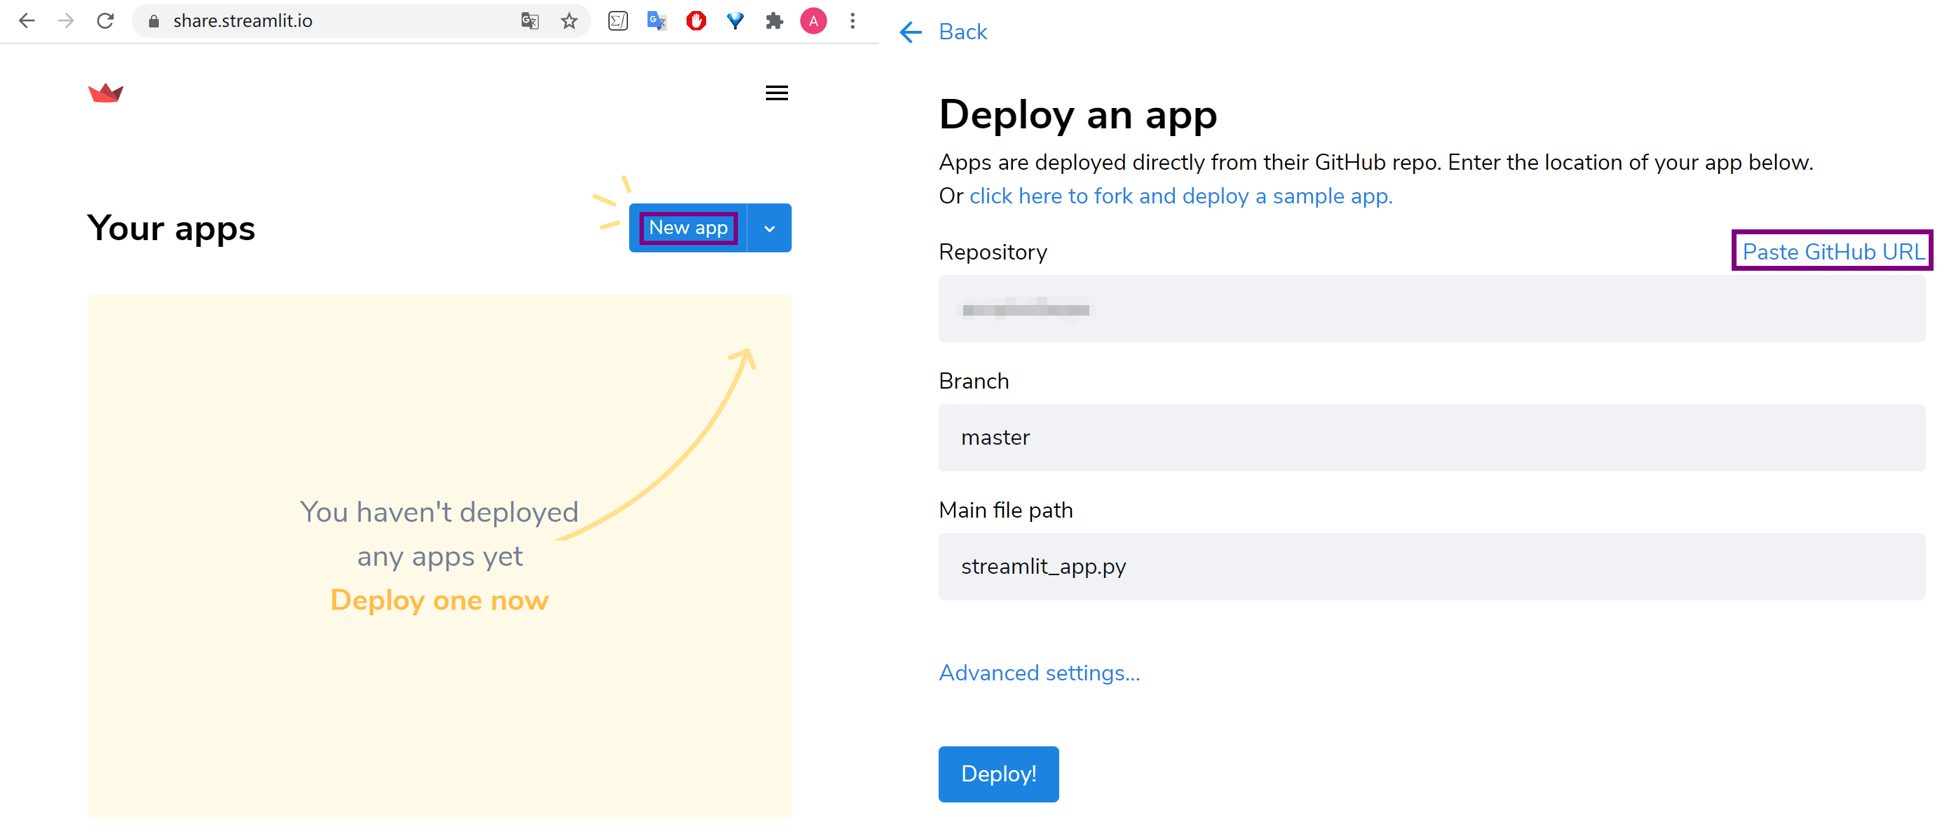 share.streamlit.io
A
Your apps
New app
You haven't deployed
any apps yet
Deploy one now
Back
Deploy an app
Apps are deployed directly from their GitHub repo. Enter the location of your app below.
Or click here to fork and deploy a sample app.
Repository
Paste GitHub URL
Branch
master
Main file path
streamlit_app.py
Advanced settings...
Deploy!